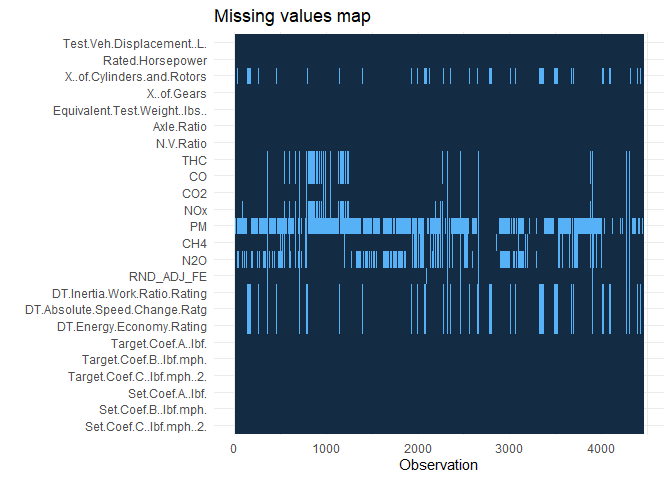 Missing values map
Test.Veh.Displacement..L.
Rated.Horsepower
X..of.Cylinders.and.Rotors
X..of.Gears
Equivalent.Test.Weight..lbs..
Axle.Ratio
N.V.Ratio
THC
CO
CO2
NOx
PM
CH4
N2O
RND_ADJ_FE
DT.Inertia.Work.Ratio.Rating
DT.Absolute.Speed.Change.Ratg
DT.Energy.Economy.Rating
Target.Coef.A..lbf.
Target.Coef.B..lbf.mph.
Target.Coef.C..lbf.mph..2.
Set.Coef.A..lbf.
Set.Coef.B..lbf.mph.
Set.Coef.C..lbf.mph..2.
0 1000 2000 3000 4000
Observation